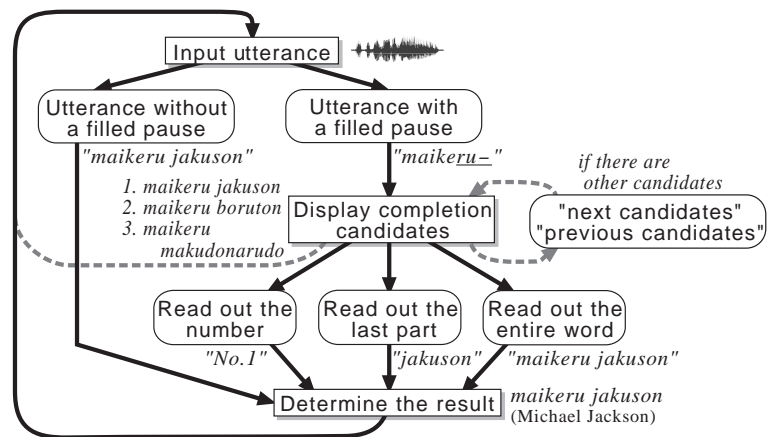 Input utterance
Utterance without
a filled pause
Utterance with
a filled pause
"maikeru jakuson"
"maikeru−"
if there are
other candidates
1. maikeru jakuson
2. maikeru boruton
3. maikeru
makudonarudo
Display completion
candidates
"next candidates"
"previous candidates"
Read out the
number
Read out the
last part
Read out the
entire word
"No.1"
"jakuson"
"maikeru jakuson"
Determine the result
maikeru jakuson
(Michael Jackson)